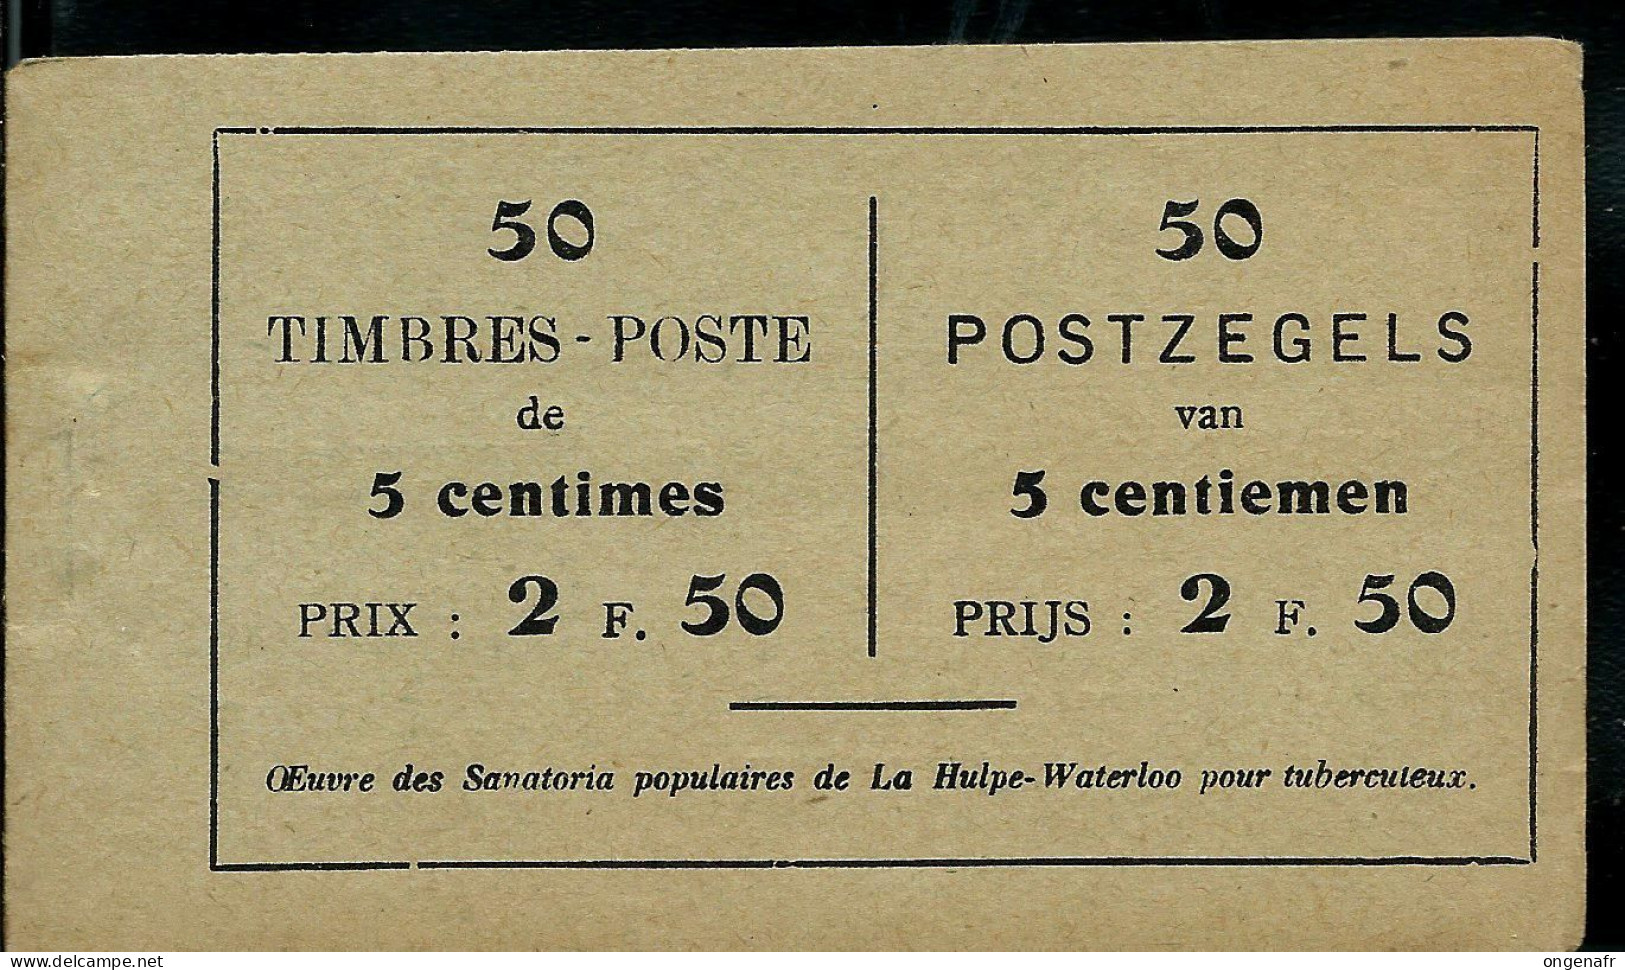 50
TIMBRES-POSTE
de
5 centimes
PRIX : 2 F. 50
50
POSTZEGELS
van
5 centiemen
PRIJS : 2 F. 50
Œuvre des Sanatoria populaires de La Hulpe-Waterloo pour tuberculeux.
delcampe.net
ongenafr